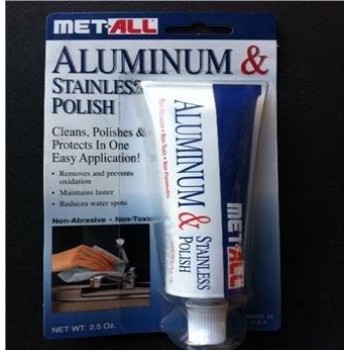 MET-ALL
ALUMINUM &
STAINLESS
POLISH
Cleans, Polishes &
Protects In One
Easy Application!
• Removes and prevents
oxidation
• Maintains luster
• Reduces water spots
Non-Abrasive • Non-Toxic
NET WT. 2.5 Oz.
ALUMINUM &
STAINLESS
POLISH
MET-ALL
U.S.A.